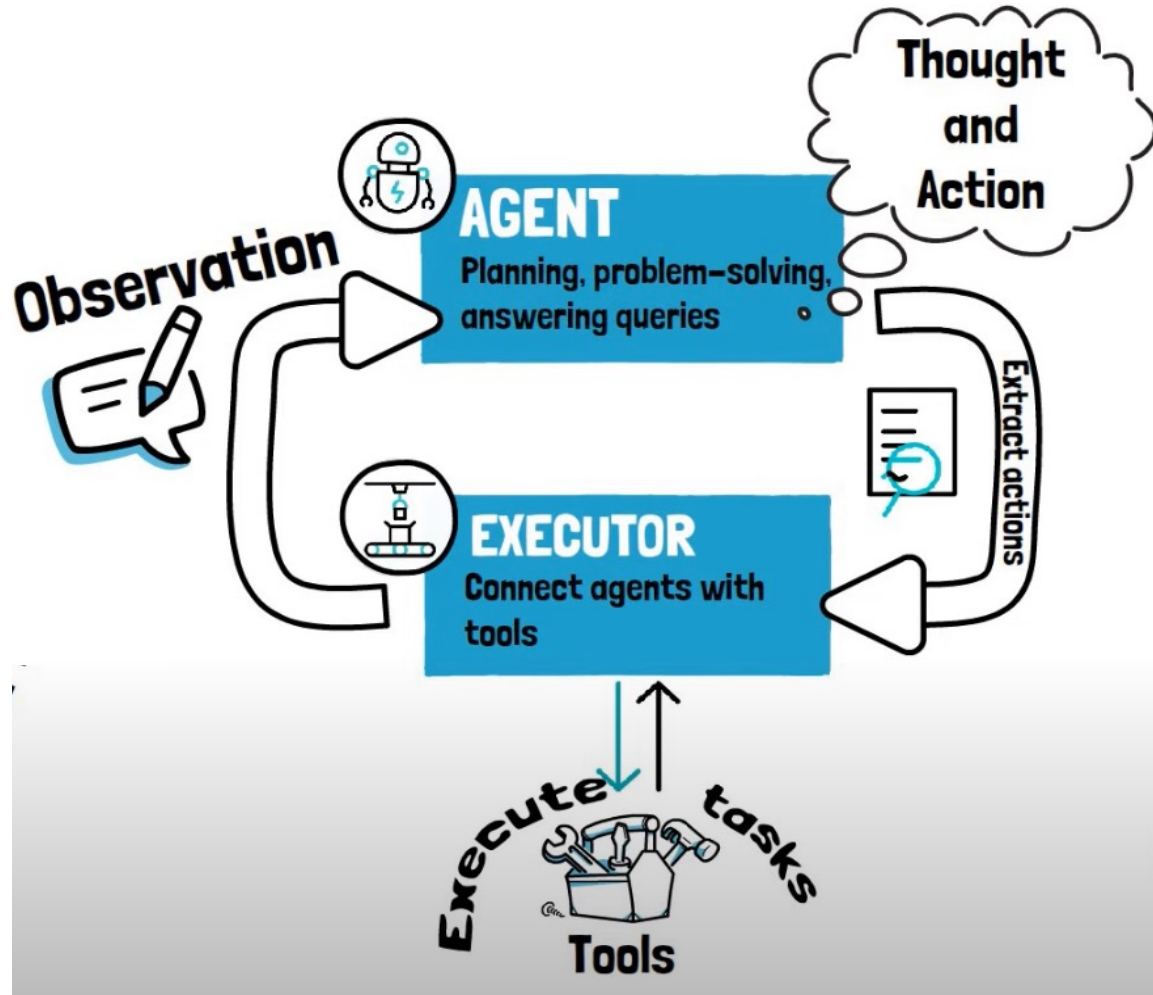 Thought
and
Action
AGENT
Planning, problem-solving,
answering queries
Observation
Extract actions
EXECUTOR
Connect agents with
tools
Execute tasks
Tools